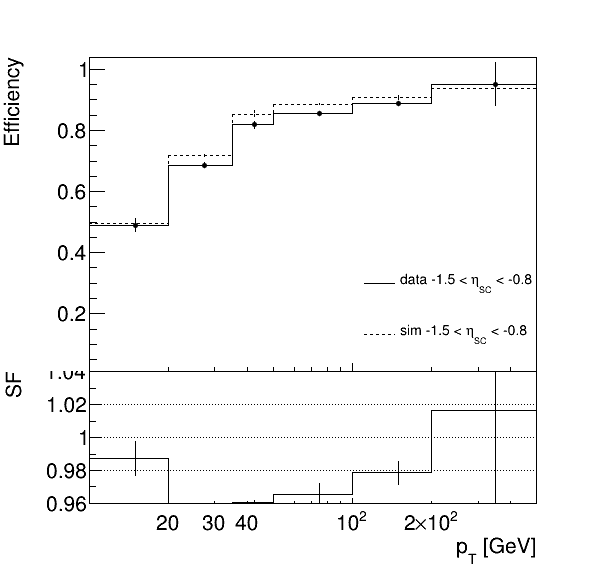 Efficiency
1
0.8
0.6
0.4
0.2
data -1.5 < η_SC < -0.8
sim -1.5 < η_SC < -0.8
SF
1.04
1.02
1
0.98
0.96
20 30 40 10² 2×10²
p_T [GeV]